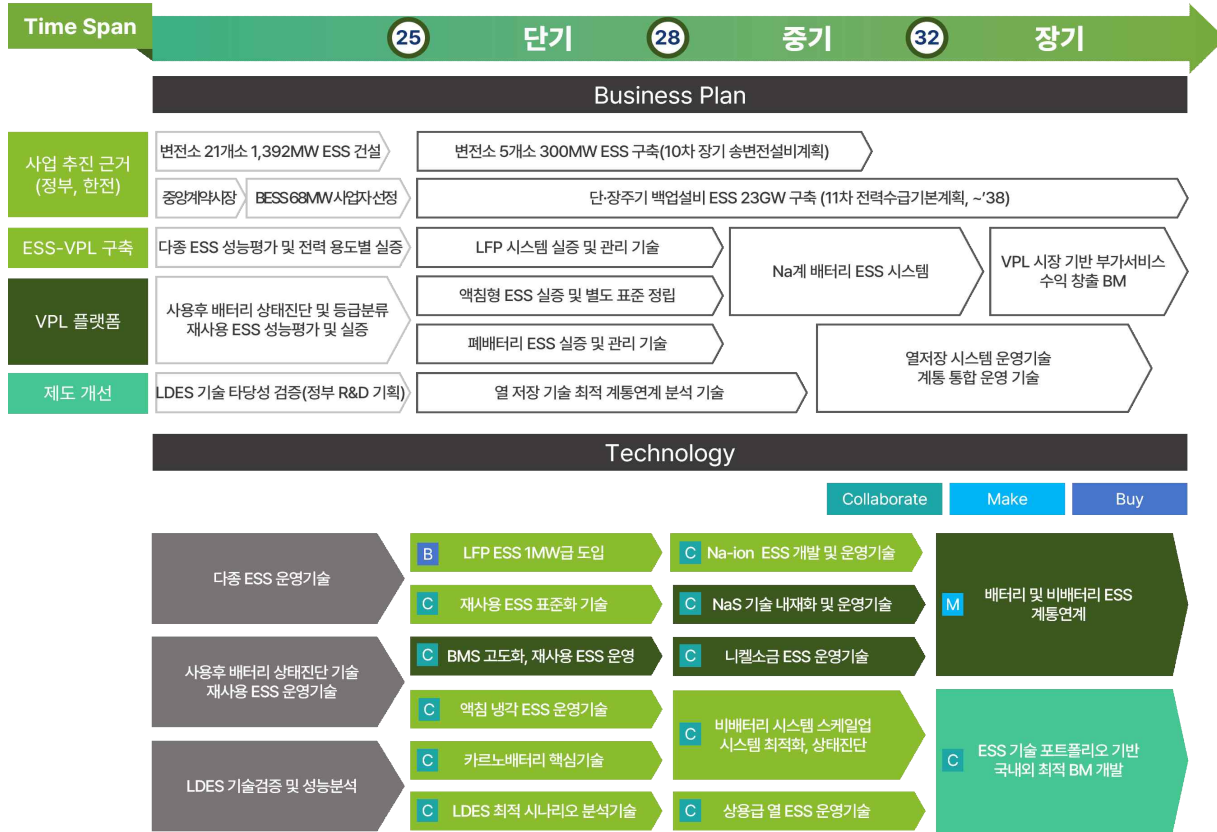 Time Span
25
단기
28
중기
32
장기
Business Plan
사업 추진 근거
(정부, 한전)
변전소 21개소 1,392MW ESS 건설
변전소 5개소 300MW ESS 구축(10차 장기 송변전설비계획)
중앙계약시장
BESS 68MW 사업자 선정
단·장주기 백업설비 ESS 23GW 구축 (11차 전력수급기본계획, ~’38)
ESS-VPL 구축
다종 ESS 성능평가 및 전력 용도별 실증
LFP 시스템 실증 및 관리 기술
Na계 배터리 ESS 시스템
VPL 시장 기반 부가서비스
수익 창출 BM
VPL 플랫폼
사용후 배터리 상태진단 및 등급분류
재사용 ESS 성능평가 및 실증
액침형 ESS 실증 및 별도 표준 정립
폐배터리 ESS 실증 및 관리 기술
열저장 시스템 운영기술
계통 통합 운영 기술
제도 개선
LDES 기술 타당성 검증(정부 R&D 기획)
열 저장 기술 최적 계통연계 분석 기술
Technology
Collaborate
Make
Buy
다종 ESS 운영기술
B LFP ESS 1MW급 도입
C Na-ion ESS 개발 및 운영기술
M 배터리 및 비배터리 ESS
계통연계
C 재사용 ESS 표준화 기술
C NaS 기술 내재화 및 운영기술
사용후 배터리 상태진단 기술
재사용 ESS 운영기술
C BMS 고도화, 재사용 ESS 운영
C 니켈소금 ESS 운영기술
C 액침 냉각 ESS 운영기술
C 비배터리 시스템 스케일업
시스템 최적화, 상태진단
C ESS 기술 포트폴리오 기반
국내외 최적 BM 개발
LDES 기술검증 및 성능분석
C 카르노배터리 핵심기술
C LDES 최적 시나리오 분석기술
C 상용급 열 ESS 운영기술